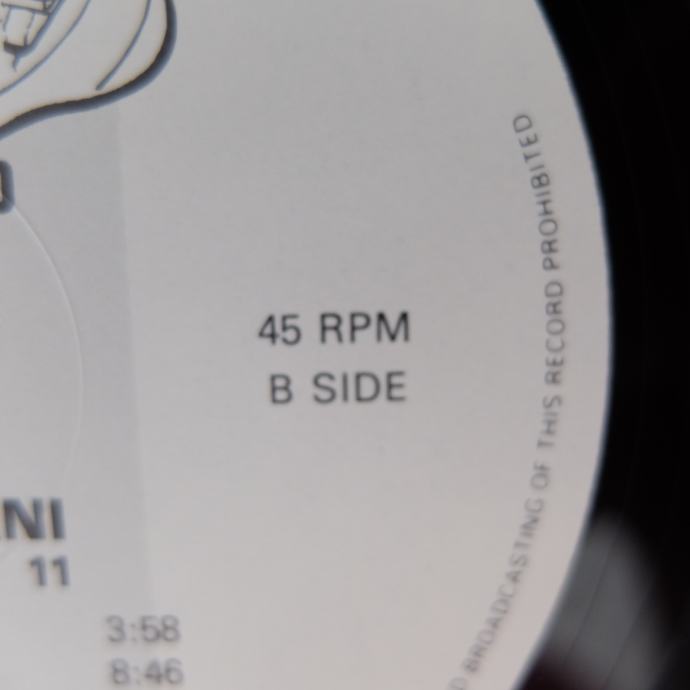 45 RPM
B SIDE
NI
11
3:58
8:46
BROADCASTING OF THIS RECORD PROHIBITED